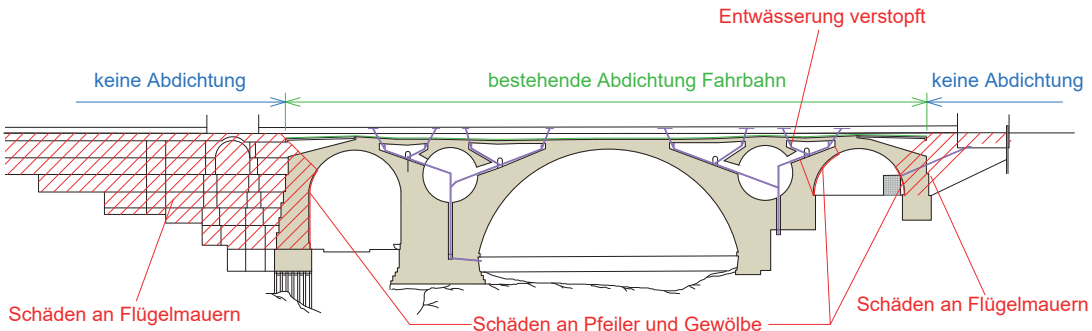 Entwässerung verstopft
keine Abdichtung
bestehende Abdichtung Fahrbahn
keine Abdichtung
Schäden an Flügelmauern
Schäden an Pfeiler und Gewölbe
Schäden an Flügelmauern